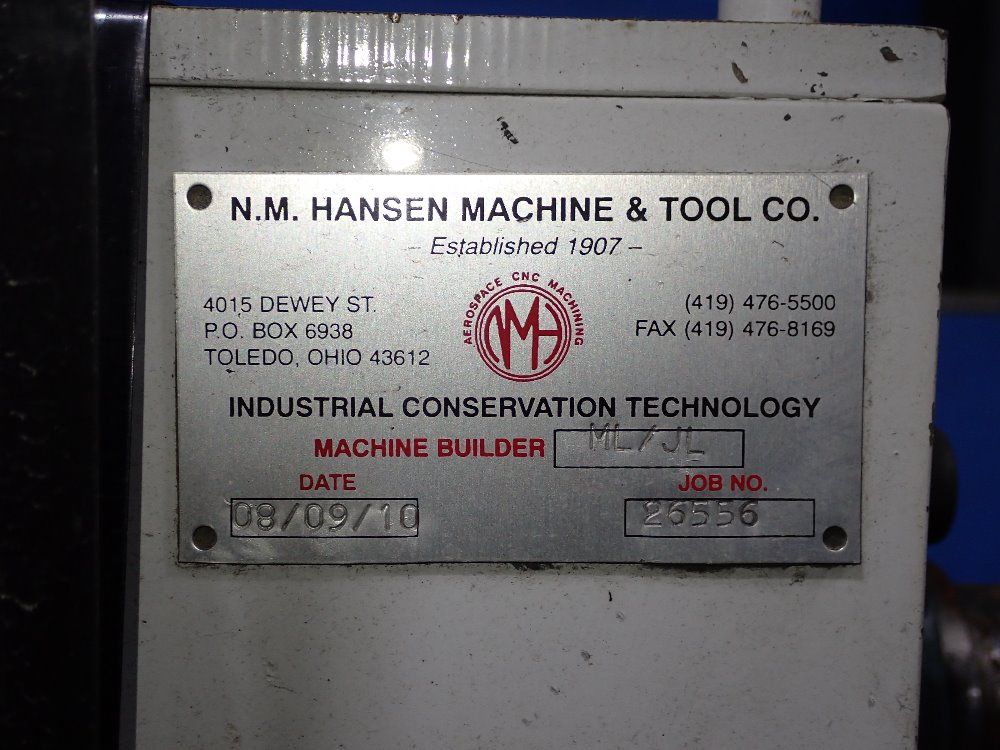 N.M. HANSEN MACHINE & TOOL CO.
– Established 1907 –
AEROSPACE CNC MACHINING
NMH
4015 DEWEY ST.
P.O. BOX 6938
TOLEDO, OHIO 43612
(419) 476-5500
FAX (419) 476-8169
INDUSTRIAL CONSERVATION TECHNOLOGY
MACHINE BUILDER ML/JL
DATE
08/09/10
JOB NO.
26556